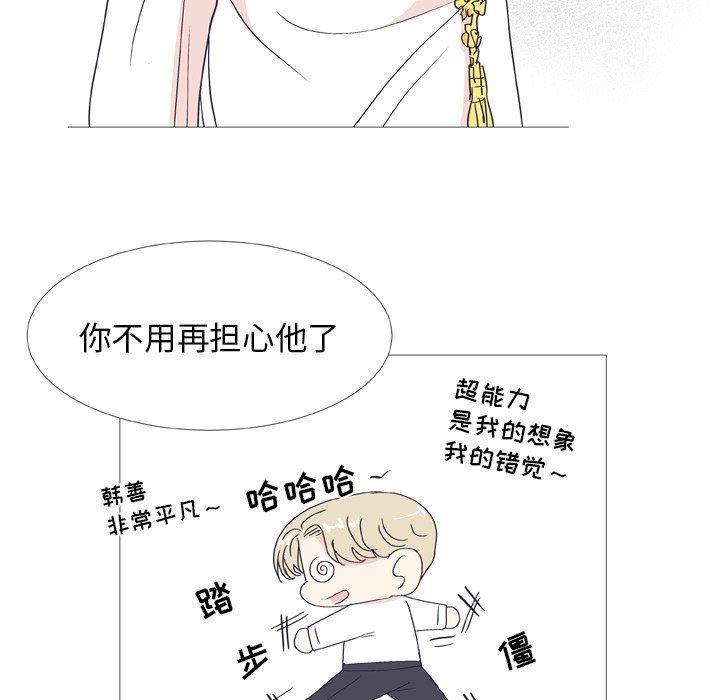 你不用再担心他了
超能力
是我的想象
我的错觉～
哈哈哈～
韩善
非常平凡～
踏
步
僵